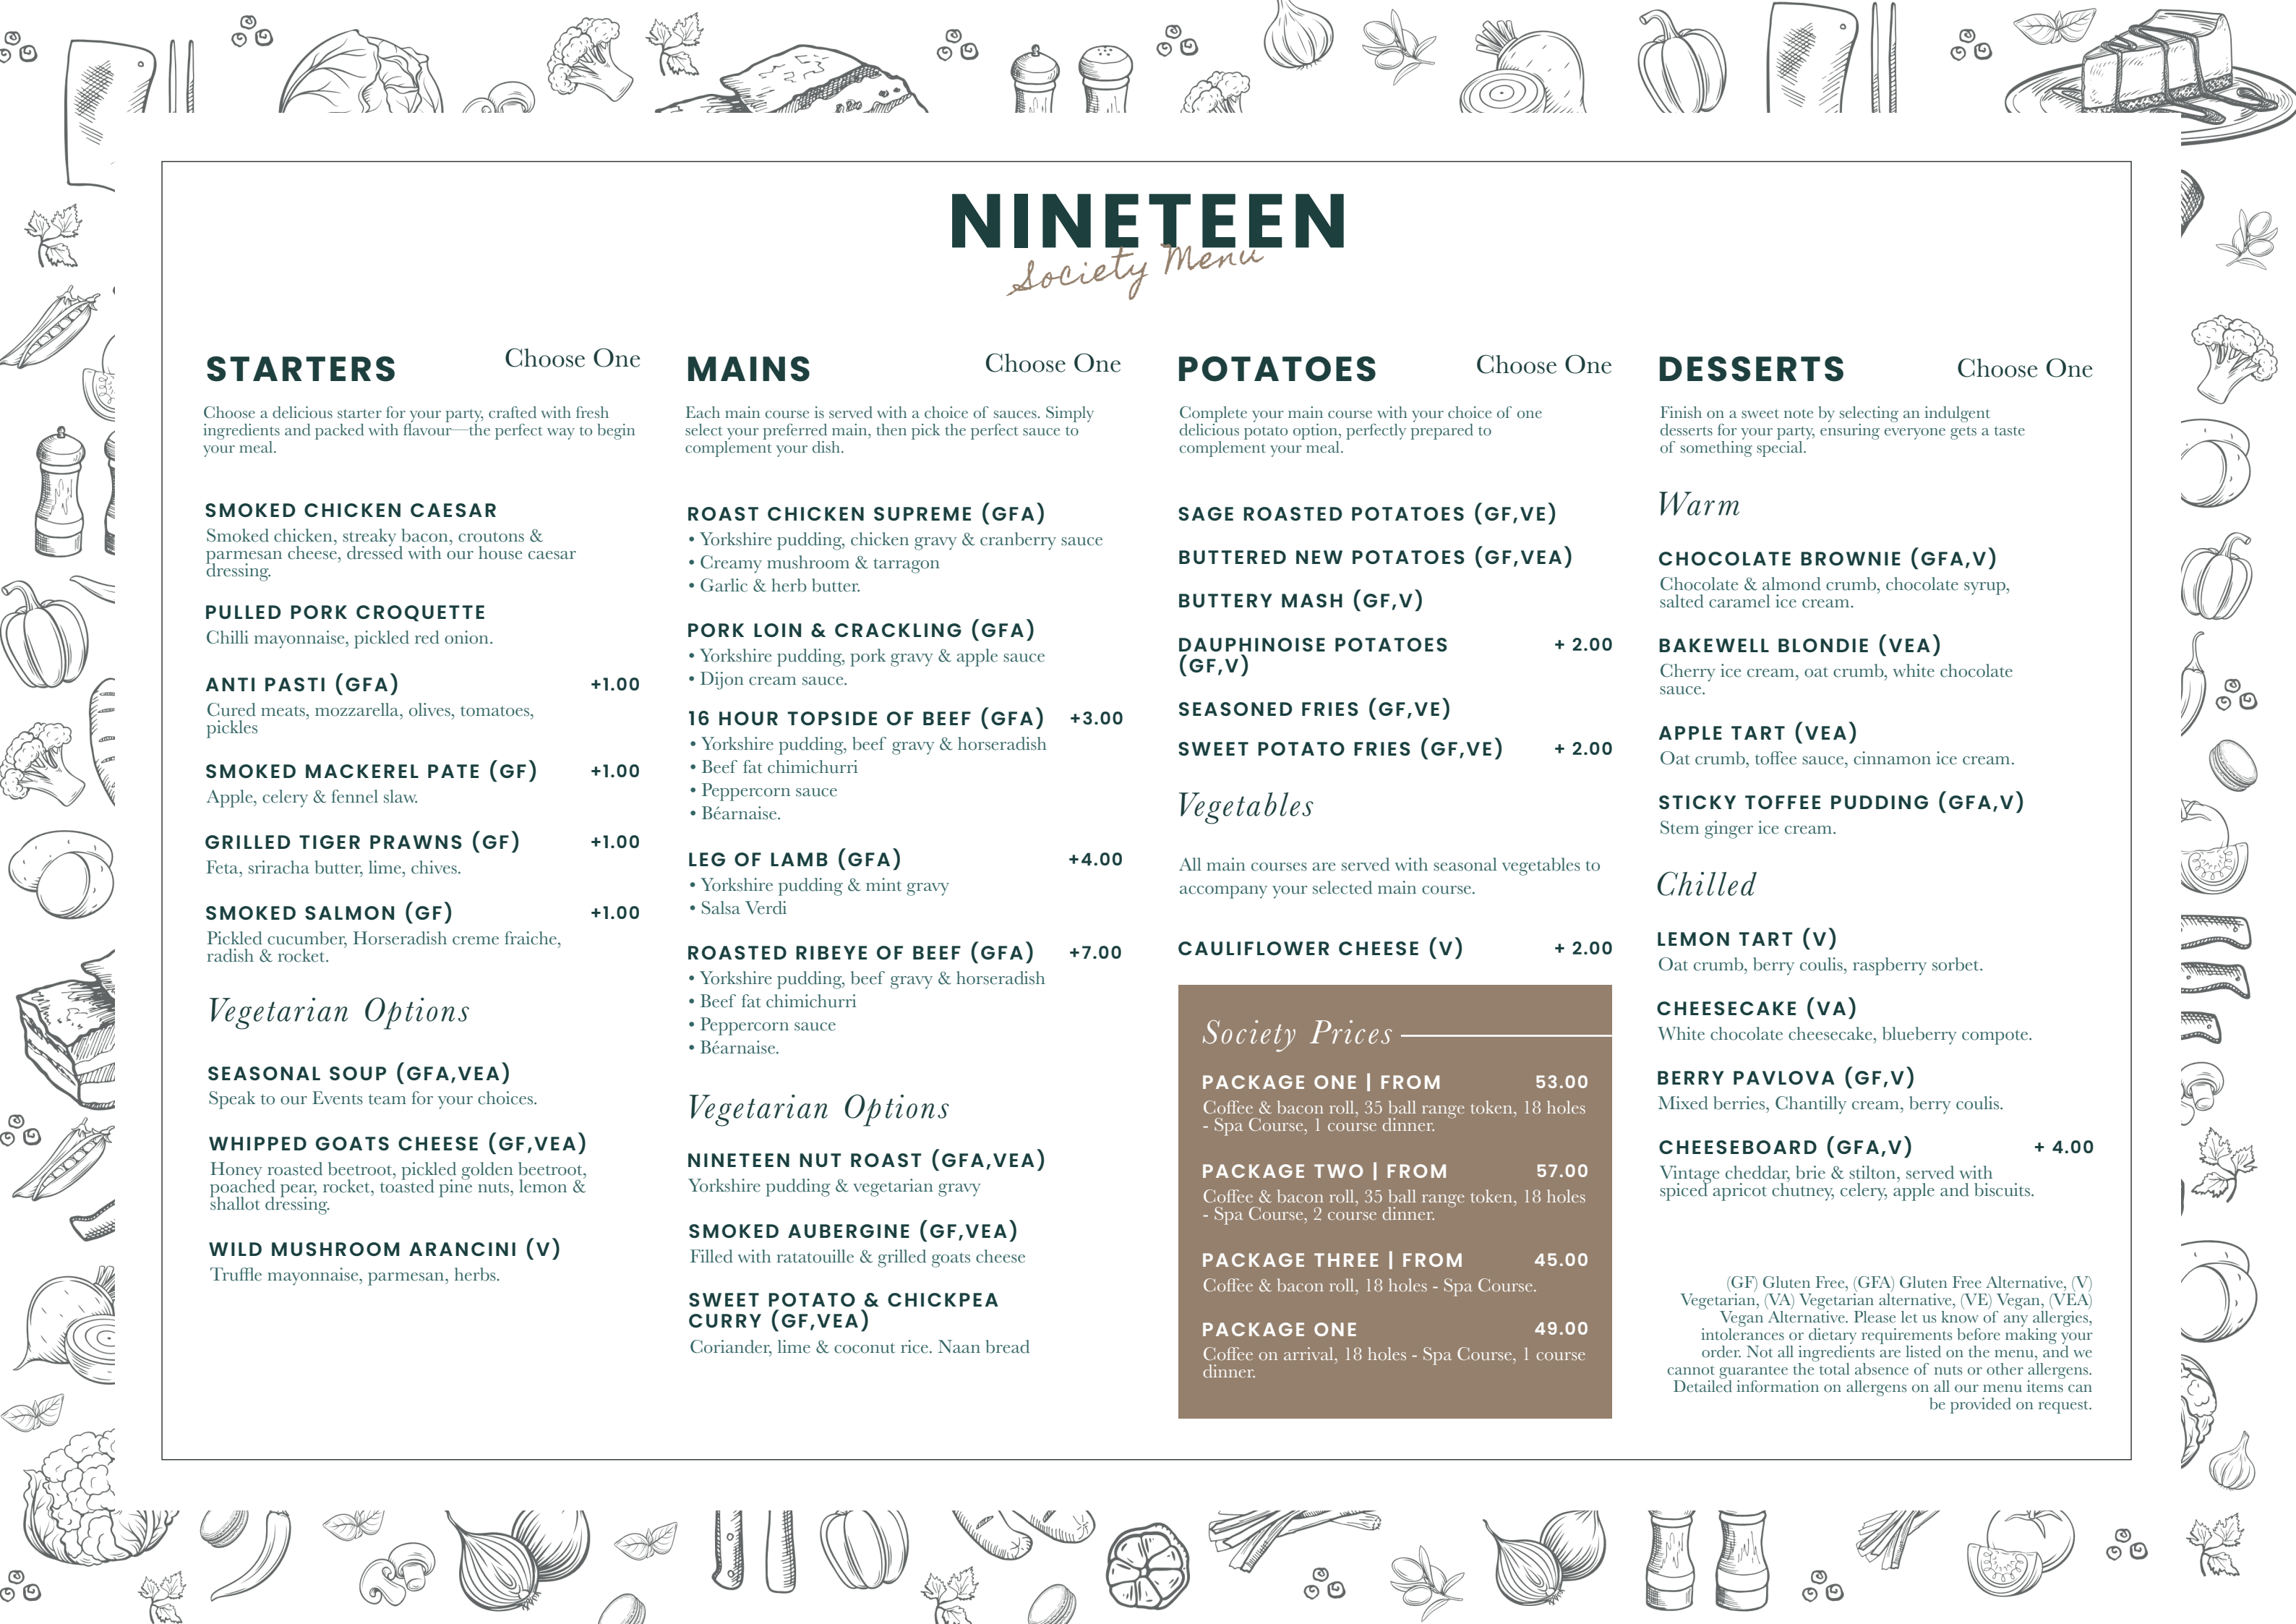 NINETEEN
Society Menu
STARTERS
Choose One
Choose a delicious starter for your party, crafted with fresh
ingredients and packed with flavour—the perfect way to begin
your meal.
SMOKED CHICKEN CAESAR
Smoked chicken, streaky bacon, croutons &
parmesan cheese, dressed with our house caesar
dressing.
PULLED PORK CROQUETTE
Chilli mayonnaise, pickled red onion.
ANTI PASTI (GFA) +1.00
Cured meats, mozzarella, olives, tomatoes,
pickles
SMOKED MACKEREL PATE (GF) +1.00
Apple, celery & fennel slaw.
GRILLED TIGER PRAWNS (GF) +1.00
Feta, sriracha butter, lime, chives.
SMOKED SALMON (GF) +1.00
Pickled cucumber, Horseradish creme fraiche,
radish & rocket.
Vegetarian Options
SEASONAL SOUP (GFA,VEA)
Speak to our Events team for your choices.
WHIPPED GOATS CHEESE (GF,VEA)
Honey roasted beetroot, pickled golden beetroot,
poached pear, rocket, toasted pine nuts, lemon &
shallot dressing.
WILD MUSHROOM ARANCINI (V)
Truffle mayonnaise, parmesan, herbs.
MAINS
Choose One
Each main course is served with a choice of sauces. Simply
select your preferred main, then pick the perfect sauce to
complement your dish.
ROAST CHICKEN SUPREME (GFA)
• Yorkshire pudding, chicken gravy & cranberry sauce
• Creamy mushroom & tarragon
• Garlic & herb butter.
PORK LOIN & CRACKLING (GFA)
• Yorkshire pudding, pork gravy & apple sauce
• Dijon cream sauce.
16 HOUR TOPSIDE OF BEEF (GFA) +3.00
• Yorkshire pudding, beef gravy & horseradish
• Beef fat chimichurri
• Peppercorn sauce
• Béarnaise.
LEG OF LAMB (GFA) +4.00
• Yorkshire pudding & mint gravy
• Salsa Verdi
ROASTED RIBEYE OF BEEF (GFA) +7.00
• Yorkshire pudding, beef gravy & horseradish
• Beef fat chimichurri
• Peppercorn sauce
• Béarnaise.
Vegetarian Options
NINETEEN NUT ROAST (GFA,VEA)
Yorkshire pudding & vegetarian gravy
SMOKED AUBERGINE (GF,VEA)
Filled with ratatouille & grilled goats cheese
SWEET POTATO & CHICKPEA
CURRY (GF,VEA)
Coriander, lime & coconut rice. Naan bread
POTATOES
Choose One
Complete your main course with your choice of one
delicious potato option, perfectly prepared to
complement your meal.
SAGE ROASTED POTATOES (GF,VE)
BUTTERED NEW POTATOES (GF,VEA)
BUTTERY MASH (GF,V)
DAUPHINOISE POTATOES + 2.00
(GF,V)
SEASONED FRIES (GF,VE)
SWEET POTATO FRIES (GF,VE) + 2.00
Vegetables
All main courses are served with seasonal vegetables to
accompany your selected main course.
CAULIFLOWER CHEESE (V) + 2.00
Society Prices
PACKAGE ONE | FROM 53.00
Coffee & bacon roll, 35 ball range token, 18 holes
- Spa Course, 1 course dinner.
PACKAGE TWO | FROM 57.00
Coffee & bacon roll, 35 ball range token, 18 holes
- Spa Course, 2 course dinner.
PACKAGE THREE | FROM 45.00
Coffee & bacon roll, 18 holes - Spa Course.
PACKAGE ONE 49.00
Coffee on arrival, 18 holes - Spa Course, 1 course
dinner.
DESSERTS
Choose One
Finish on a sweet note by selecting an indulgent
desserts for your party, ensuring everyone gets a taste
of something special.
Warm
CHOCOLATE BROWNIE (GFA,V)
Chocolate & almond crumb, chocolate syrup,
salted caramel ice cream.
BAKEWELL BLONDIE (VEA)
Cherry ice cream, oat crumb, white chocolate
sauce.
APPLE TART (VEA)
Oat crumb, toffee sauce, cinnamon ice cream.
STICKY TOFFEE PUDDING (GFA,V)
Stem ginger ice cream.
Chilled
LEMON TART (V)
Oat crumb, berry coulis, raspberry sorbet.
CHEESECAKE (VA)
White chocolate cheesecake, blueberry compote.
BERRY PAVLOVA (GF,V)
Mixed berries, Chantilly cream, berry coulis.
CHEESEBOARD (GFA,V) + 4.00
Vintage cheddar, brie & stilton, served with
spiced apricot chutney, celery, apple and biscuits.
(GF) Gluten Free, (GFA) Gluten Free Alternative, (V)
Vegetarian, (VA) Vegetarian alternative, (VE) Vegan, (VEA)
Vegan Alternative. Please let us know of any allergies,
intolerances or dietary requirements before making your
order. Not all ingredients are listed on the menu, and we
cannot guarantee the total absence of nuts or other allergens.
Detailed information on allergens on all our menu items can
be provided on request.